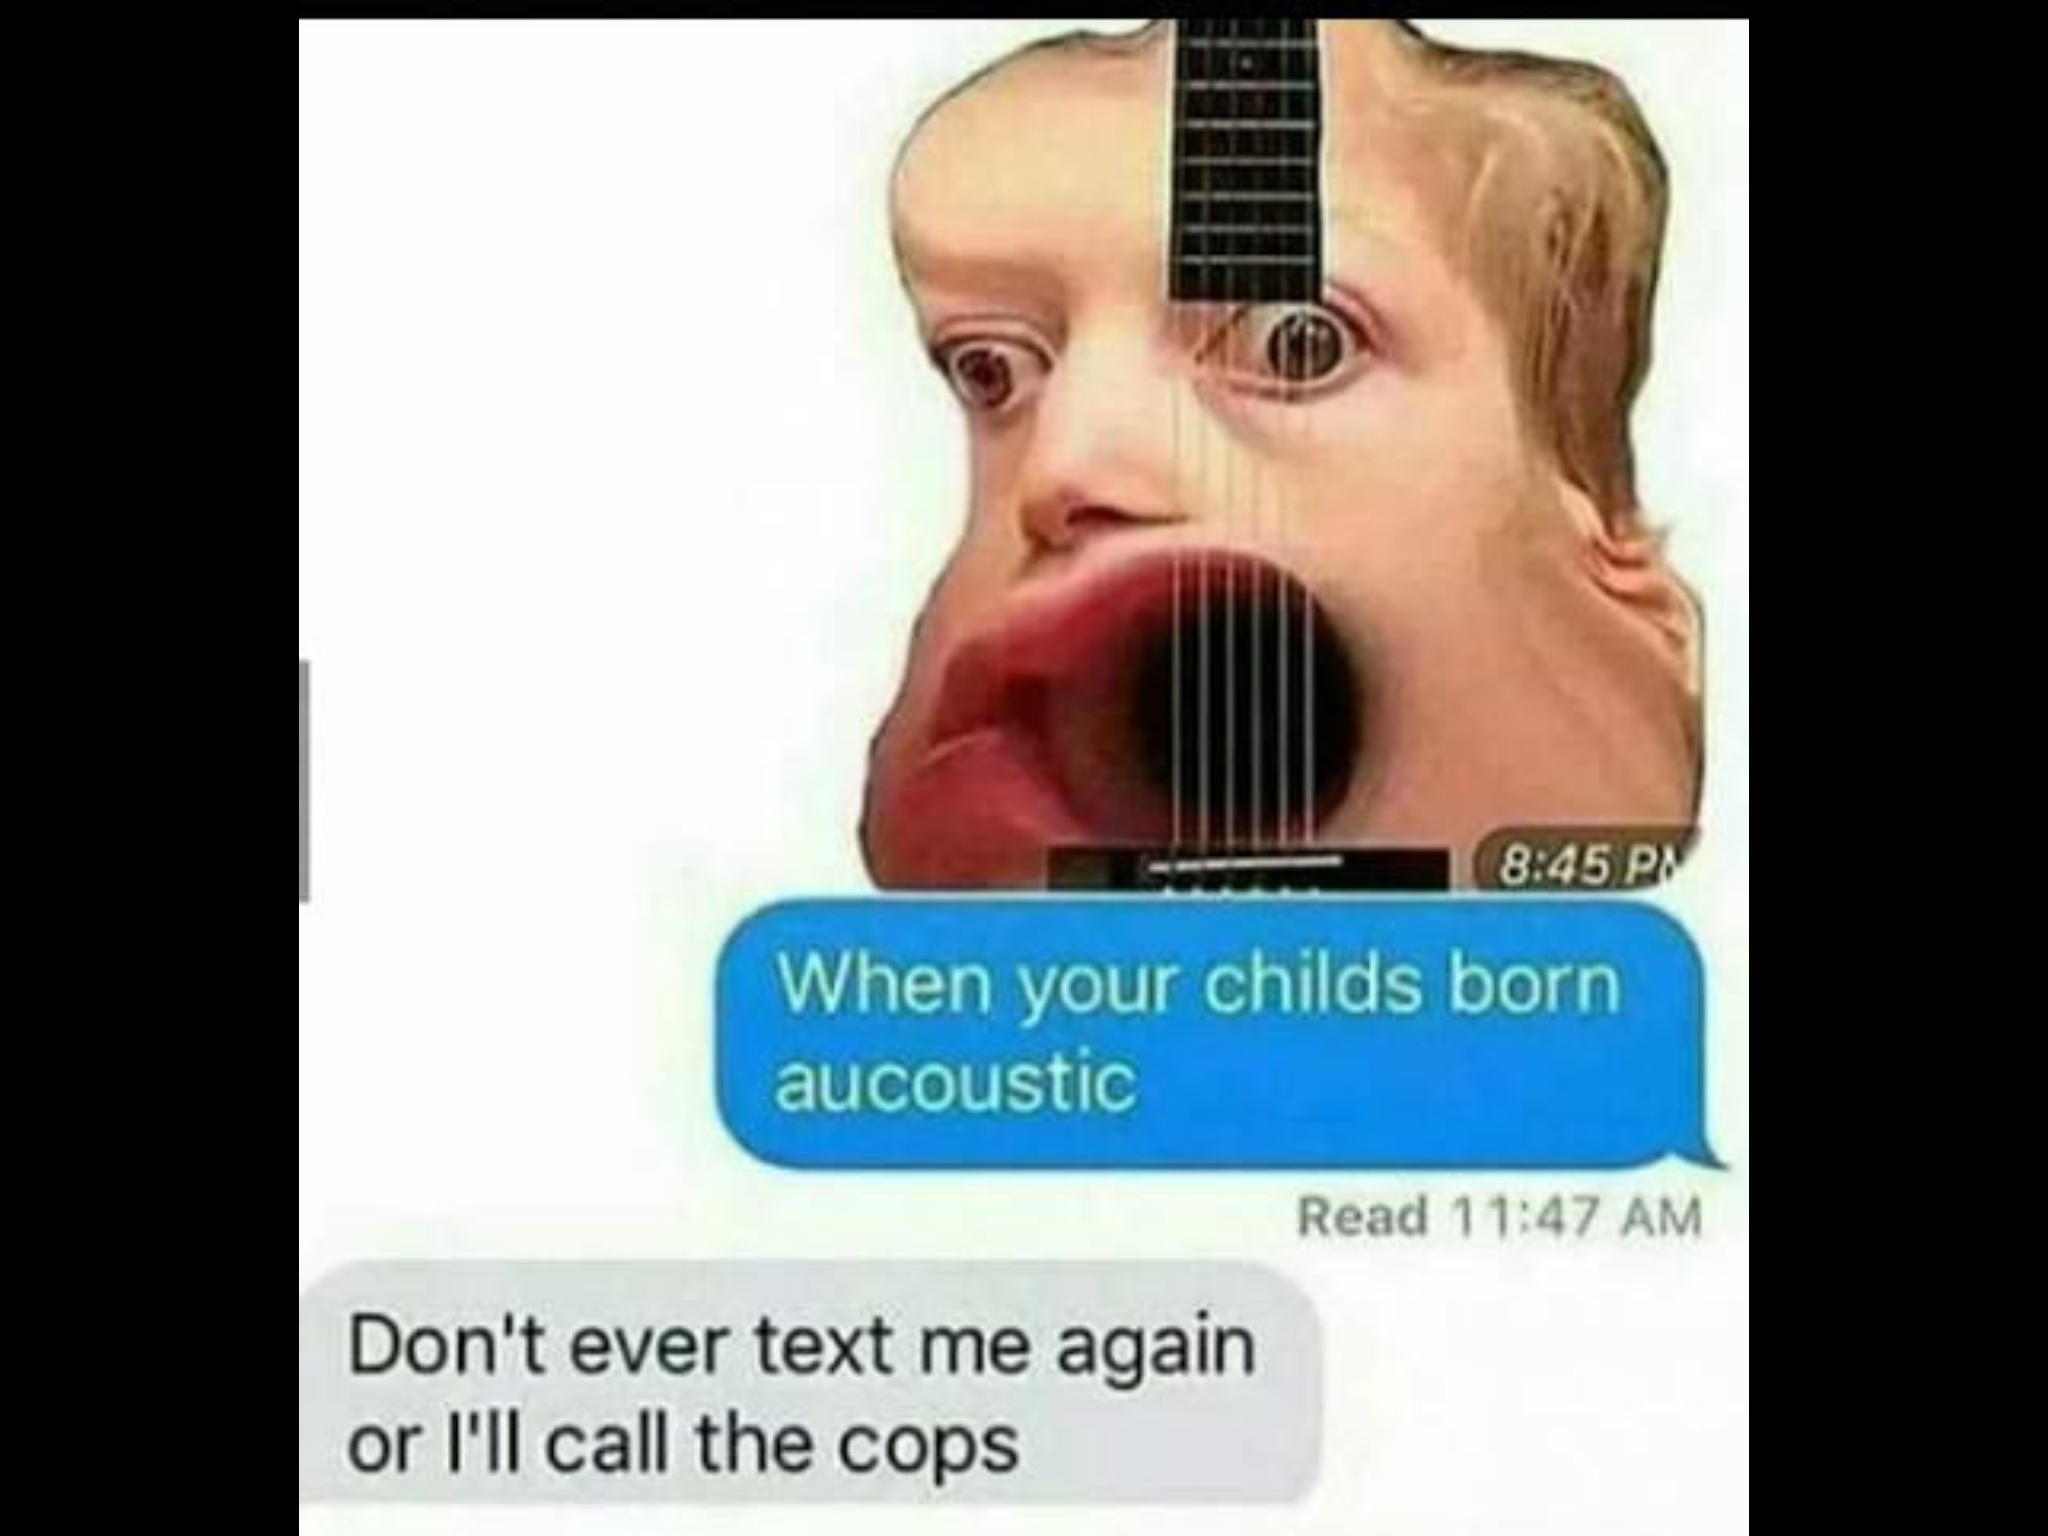 8:45 PM
When your childs born
aucoustic
Read 11:47 AM
Don't ever text me again
or I'll call the cops